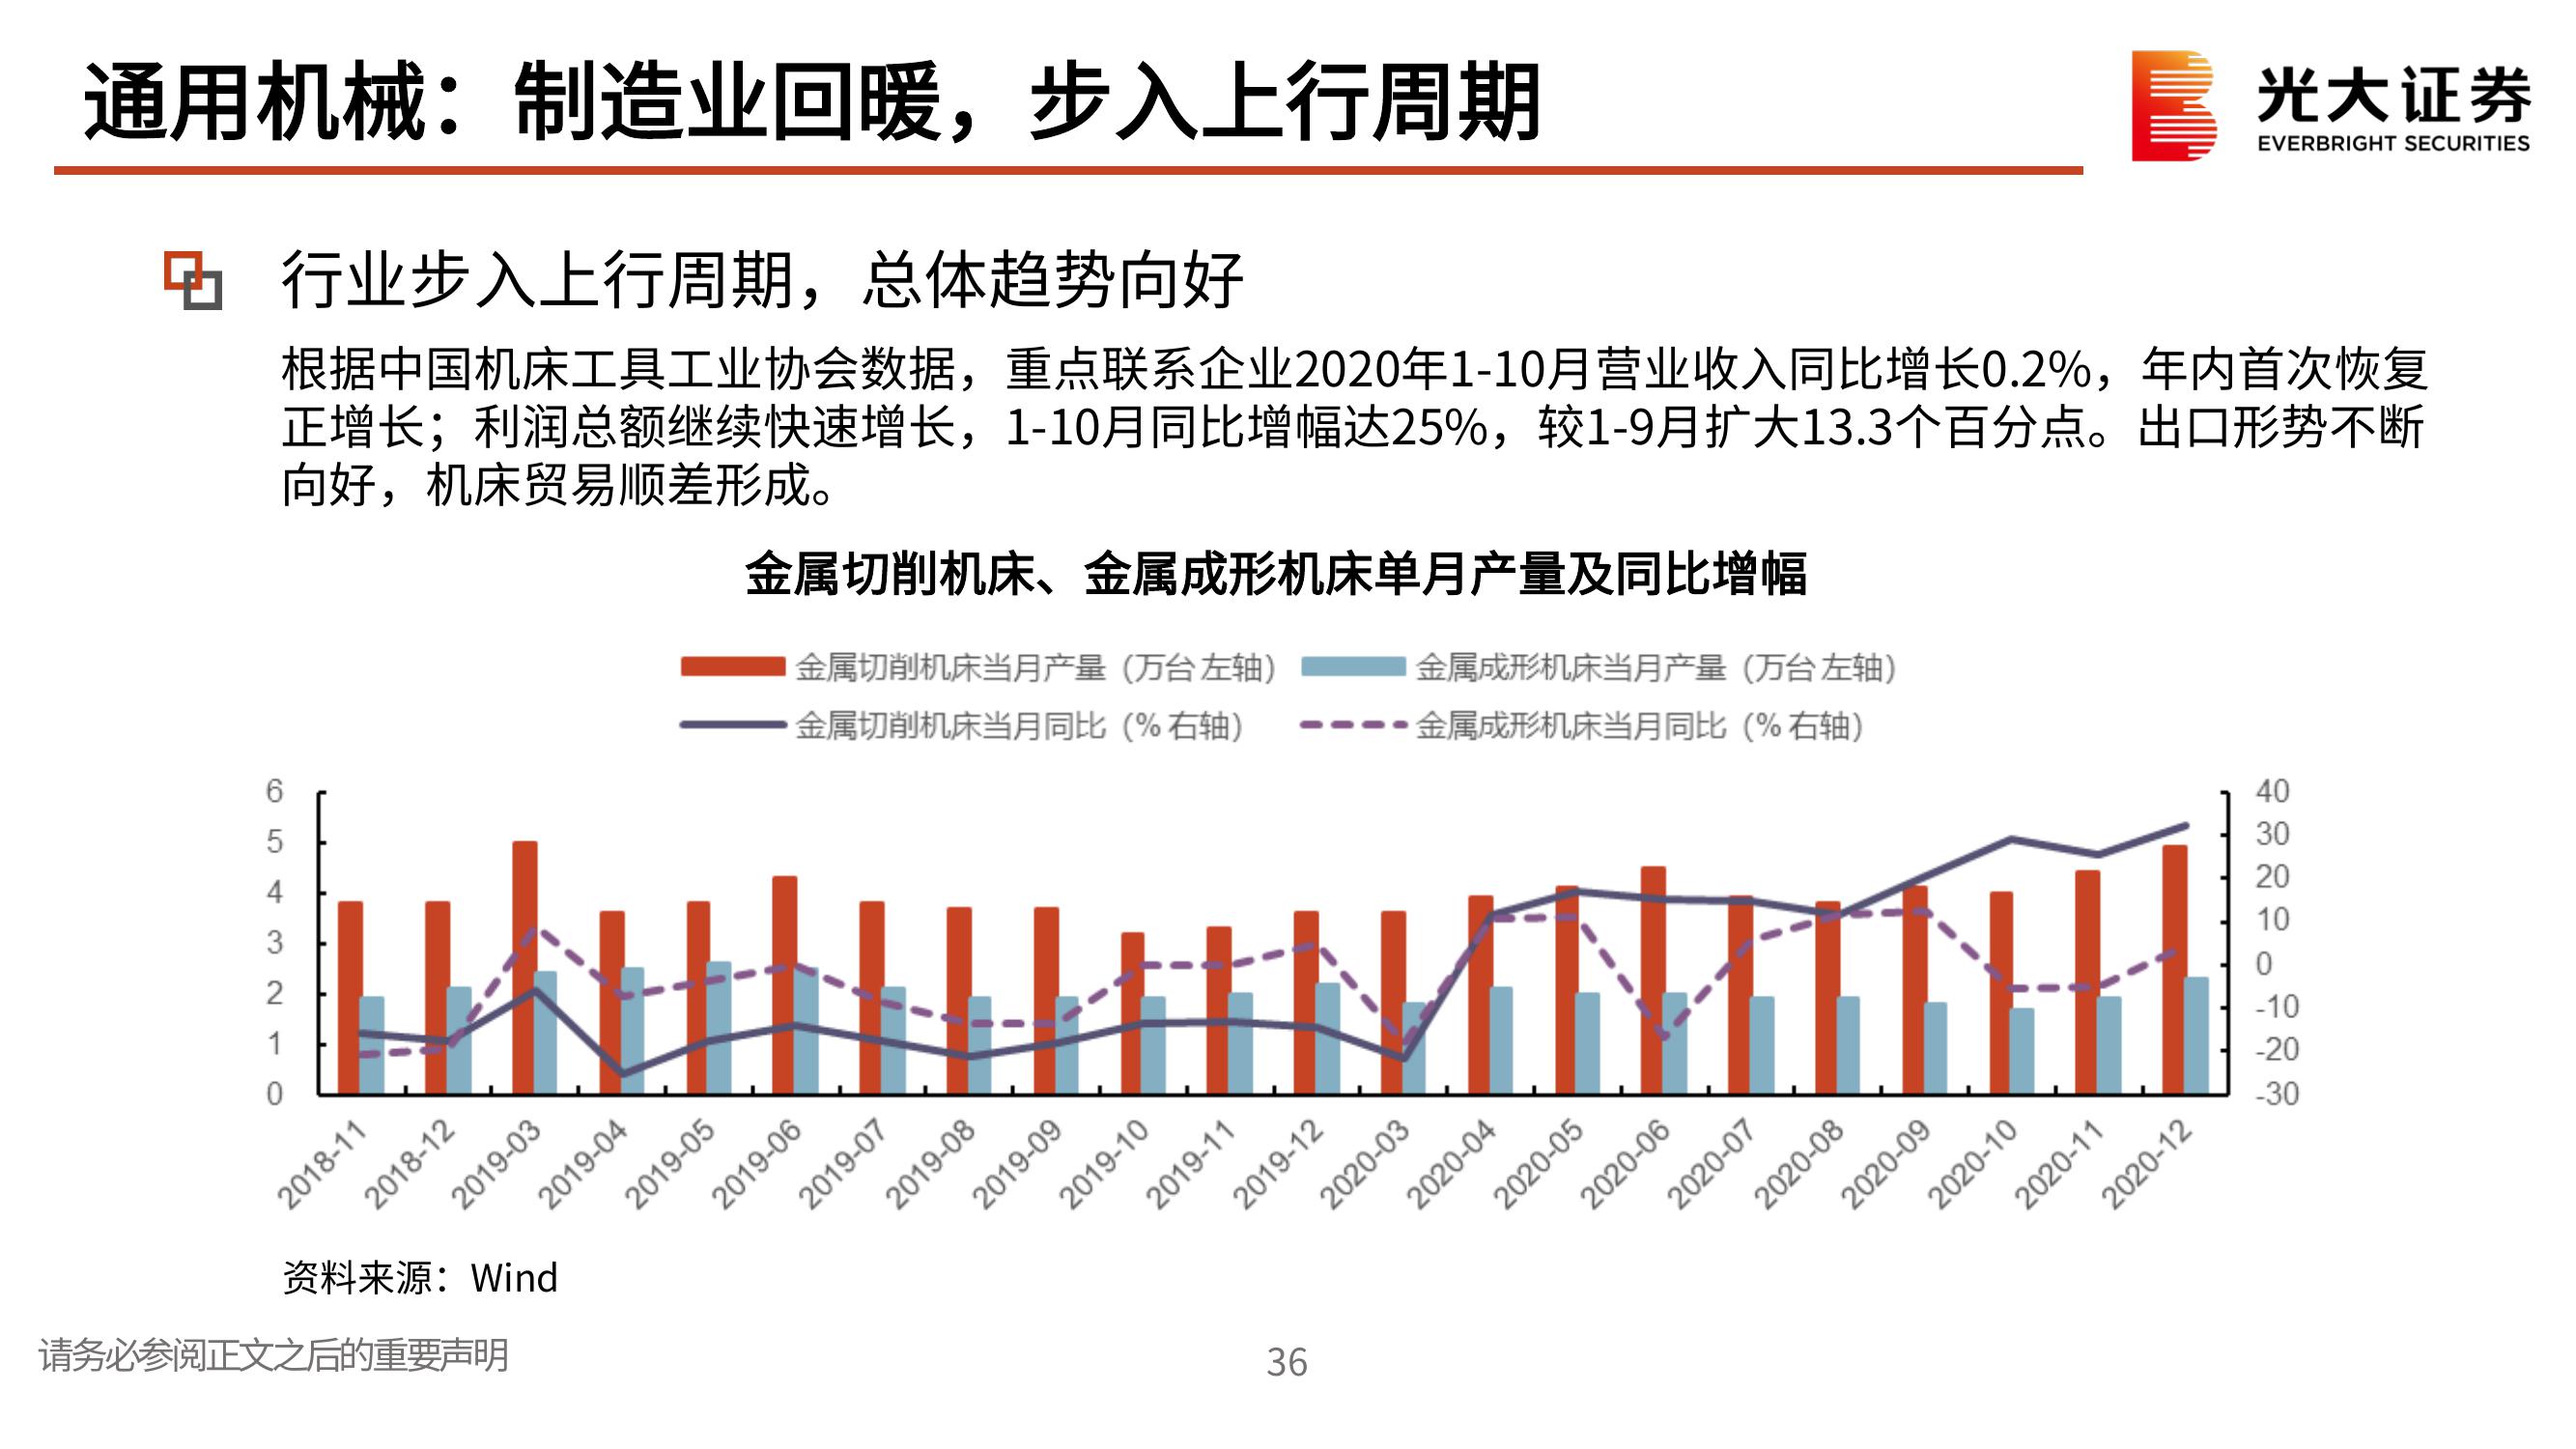 通用机械：制造业回暖，步入上行周期
光大证券
EVERBRIGHT SECURITIES
行业步入上行周期，总体趋势向好
根据中国机床工具工业协会数据，重点联系企业2020年1-10月营业收入同比增长0.2%，年内首次恢复
正增长；利润总额继续快速增长，1-10月同比增幅达25%，较1-9月扩大13.3个百分点。出口形势不断
向好，机床贸易顺差形成。
金属切削机床、金属成形机床单月产量及同比增幅
金属切削机床当月产量（万台 左轴） 金属成形机床当月产量（万台 左轴）
金属切削机床当月同比（% 右轴） 金属成形机床当月同比（% 右轴）
6 40
5 30
4 20
3 10
2 0
1 -10
0 -20
-30
2018-11 2018-12 2019-03 2019-04 2019-05 2019-06 2019-07 2019-08 2019-09 2019-10 2019-11 2019-12 2020-03 2020-04 2020-05 2020-06 2020-07 2020-08 2020-09 2020-10 2020-11 2020-12
资料来源：Wind
请务必参阅正文之后的重要声明
36